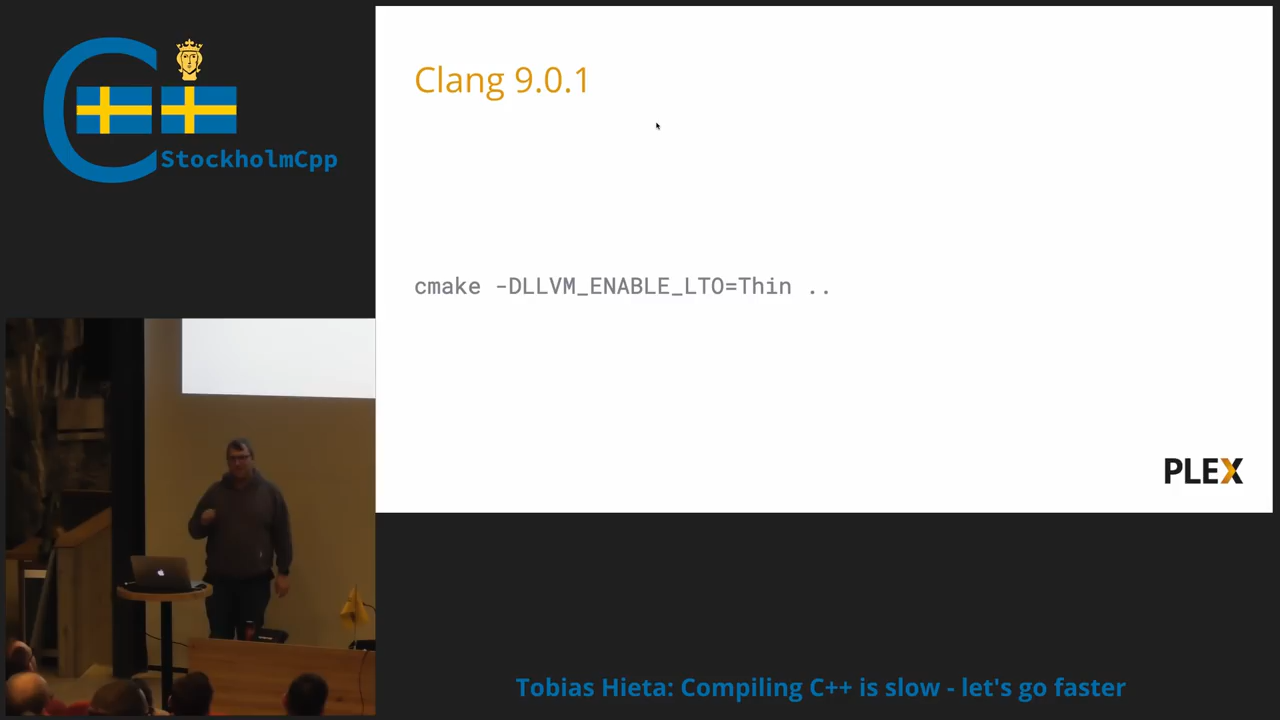 StockholmCpp
Clang 9.0.1
cmake -DLLVM_ENABLE_LTO=Thin ..
PLEX
Tobias Hieta: Compiling C++ is slow - let's go faster